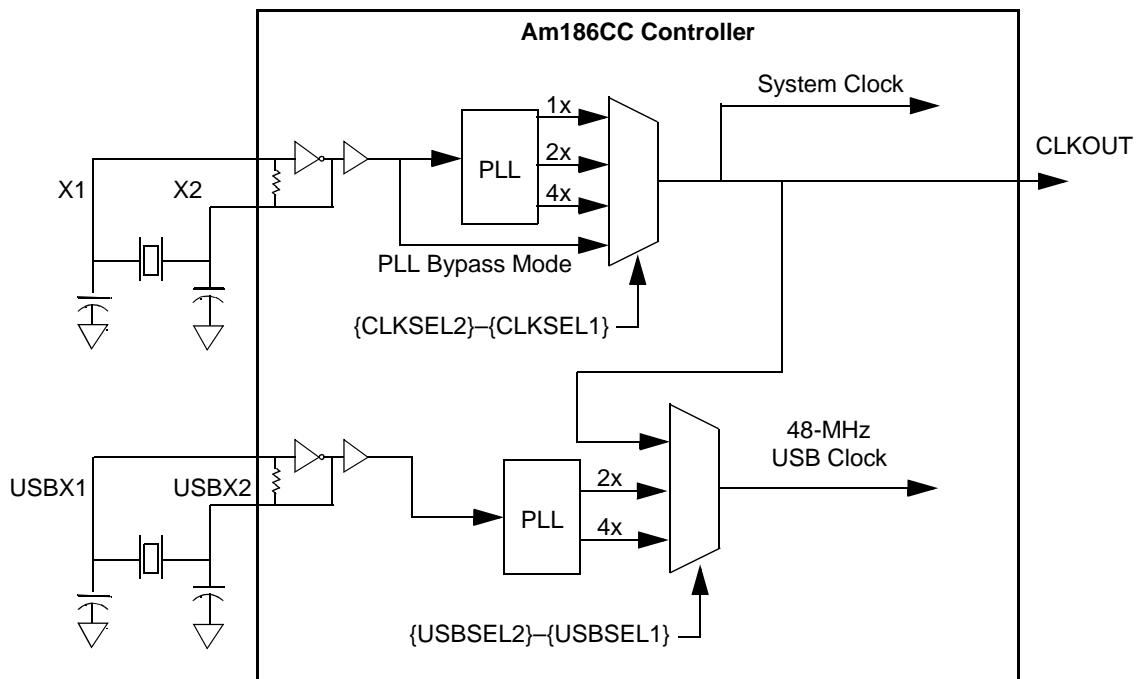 Am186CC Controller
System Clock
1x
CLKOUT
2x
PLL
X1
X2
4x
PLL Bypass Mode
{CLKSEL2}–{CLKSEL1}
48-MHz
USB Clock
USBX1
USBX2
2x
PLL
4x
{USBSEL2}–{USBSEL1}